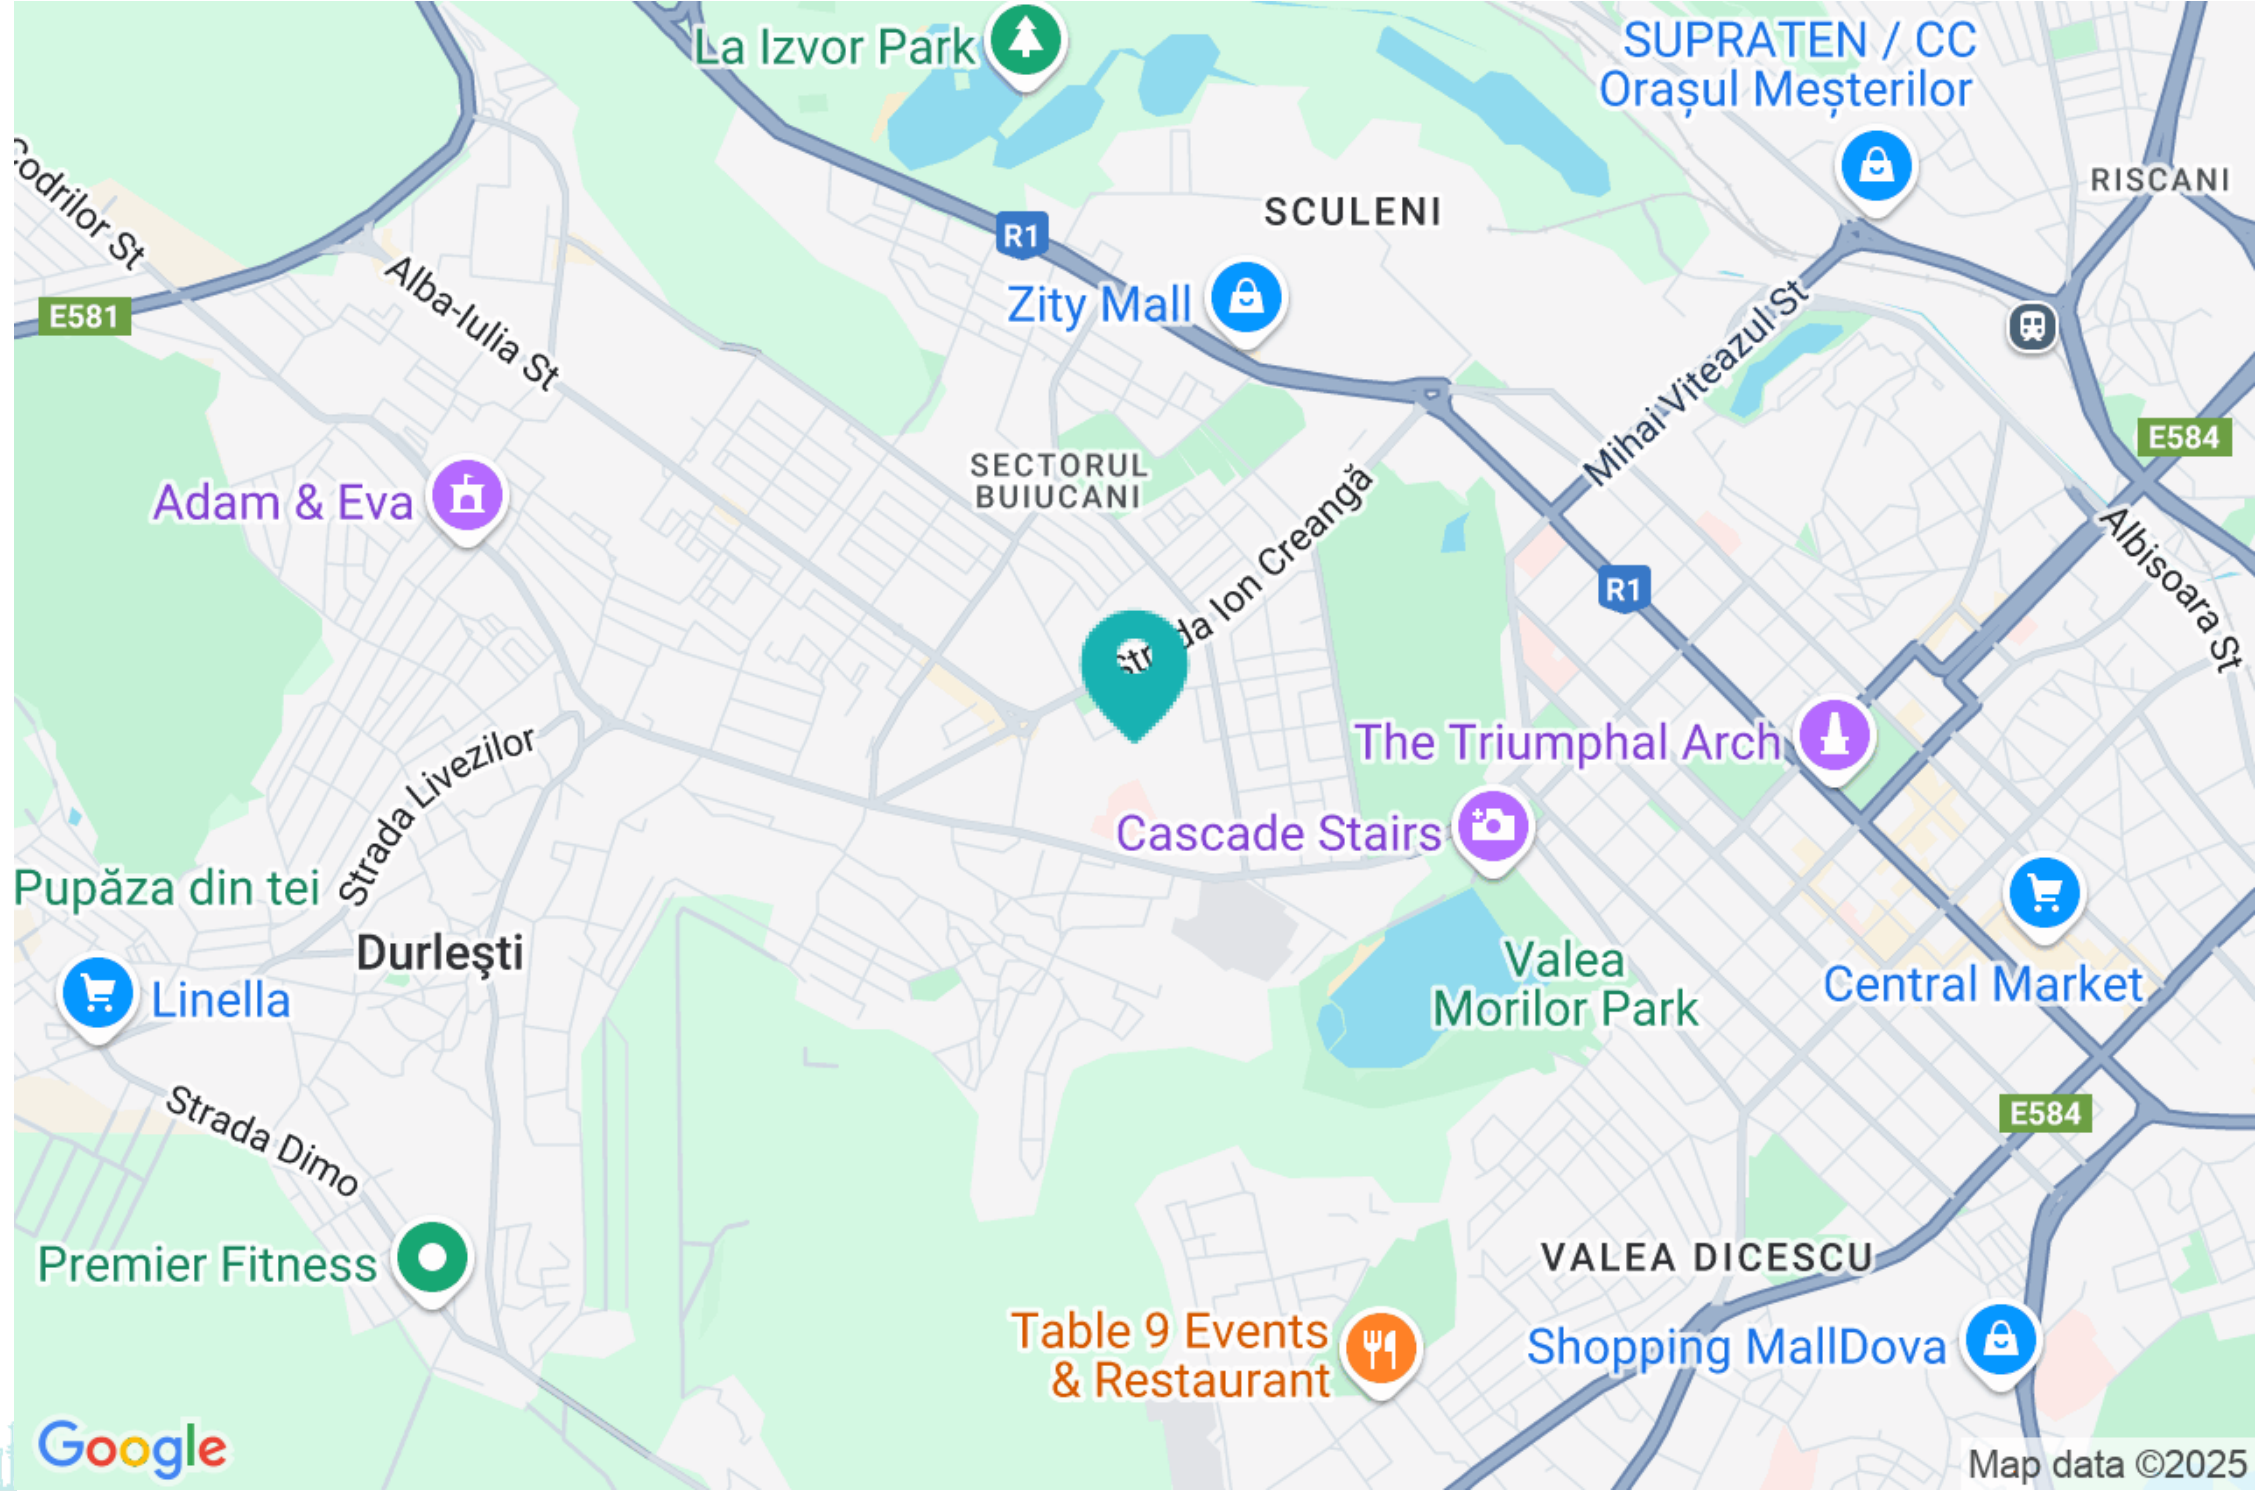 La Izvor Park
SUPRATEN / CC
Orașul Meșterilor
RISCANI
Codrilor St
SCULENI
R1
Alba-Iulia St
Zity Mall
E581
Mihai Viteazul St
E584
SECTORUL
BUIUCANI
Adam & Eva
Strada Ion Creangă
Albisoara St
R1
The Triumphal Arch
Strada Livezilor
Cascade Stairs
Pupăza din tei
Durleşti
Valea
Morilor Park
Central Market
Linella
Strada Dimo
E584
Premier Fitness
VALEA DICESCU
Table 9 Events
& Restaurant
Shopping MallDova
Google
Map data ©2025